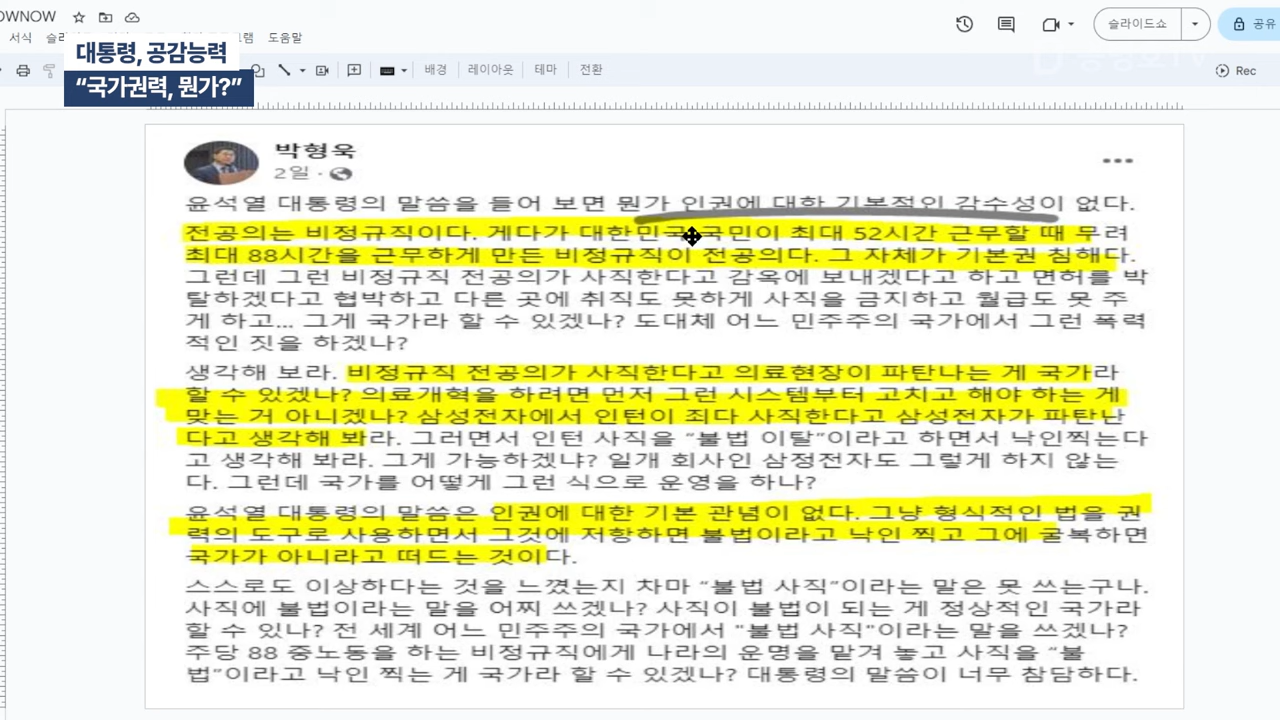 OWNOW
슬라이드쇼
공유
서식
도움말
대통령, 공감능력
“국가권력, 뭔가?”
배경
레이아웃
테마
전환
Rec
박형욱
2일 ·
윤석열 대통령의 말씀을 들어 보면 뭔가 인권에 대한 기본적인 감수성이 없다.
전공의는 비정규직이다. 게다가 대한민국 국민이 최대 52시간 근무할 때 무려
최대 88시간을 근무하게 만든 비정규직이 전공의다. 그 자체가 기본권 침해다.
그런데 그런 비정규직 전공의가 사직한다고 감옥에 보내겠다고 하고 면허를 박
탈하겠다고 협박하고 다른 곳에 취직도 못하게 사직을 금지하고 월급도 못 주
게 하고... 그게 국가라 할 수 있겠나? 도대체 어느 민주주의 국가에서 그런 폭력
적인 짓을 하겠나?
생각해 보라. 비정규직 전공의가 사직한다고 의료현장이 파탄나는 게 국가라
할 수 있겠나? 의료개혁을 하려면 먼저 그런 시스템부터 고치고 해야 하는 게
맞는 거 아니겠나? 삼성전자에서 인턴이 죄다 사직한다고 삼성전자가 파탄난
다고 생각해 봐라. 그러면서 인턴 사직을 “불법 이탈”이라고 하면서 낙인찍는다
고 생각해 봐라. 그게 가능하겠냐? 일개 회사인 삼정전자도 그렇게 하지 않는
다. 그런데 국가를 어떻게 그런 식으로 운영을 하나?
윤석열 대통령의 말씀은 인권에 대한 기본 관념이 없다. 그냥 형식적인 법을 권
력의 도구로 사용하면서 그것에 저항하면 불법이라고 낙인 찍고 그에 굴복하면
국가가 아니라고 떠드는 것이다.
스스로도 이상하다는 것을 느꼈는지 차마 “불법 사직”이라는 말은 못 쓰는구나.
사직에 불법이라는 말을 어찌 쓰겠나? 사직이 불법이 되는 게 정상적인 국가라
할 수 있나? 전 세계 어느 민주주의 국가에서 "불법 사직"이라는 말을 쓰겠나?
주당 88 중노동을 하는 비정규직에게 나라의 운명을 맡겨 놓고 사직을 “불
법”이라고 낙인 찍는 게 국가라 할 수 있겠나? 대통령의 말씀이 너무 참담하다.